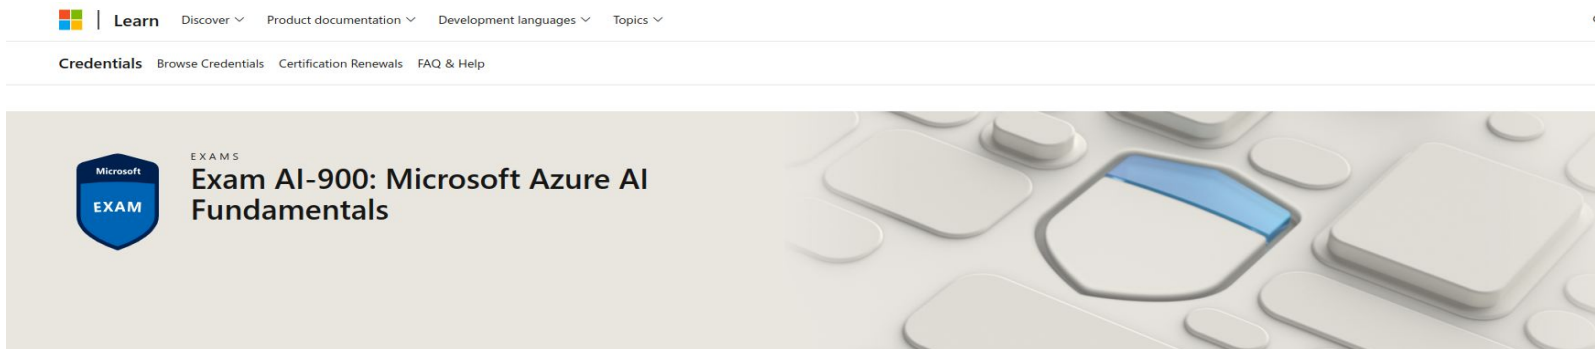 Learn Discover Product documentation Development languages Topics
Credentials Browse Credentials Certification Renewals FAQ & Help
EXAMS
Microsoft
EXAM
Exam AI-900: Microsoft Azure AI
Fundamentals